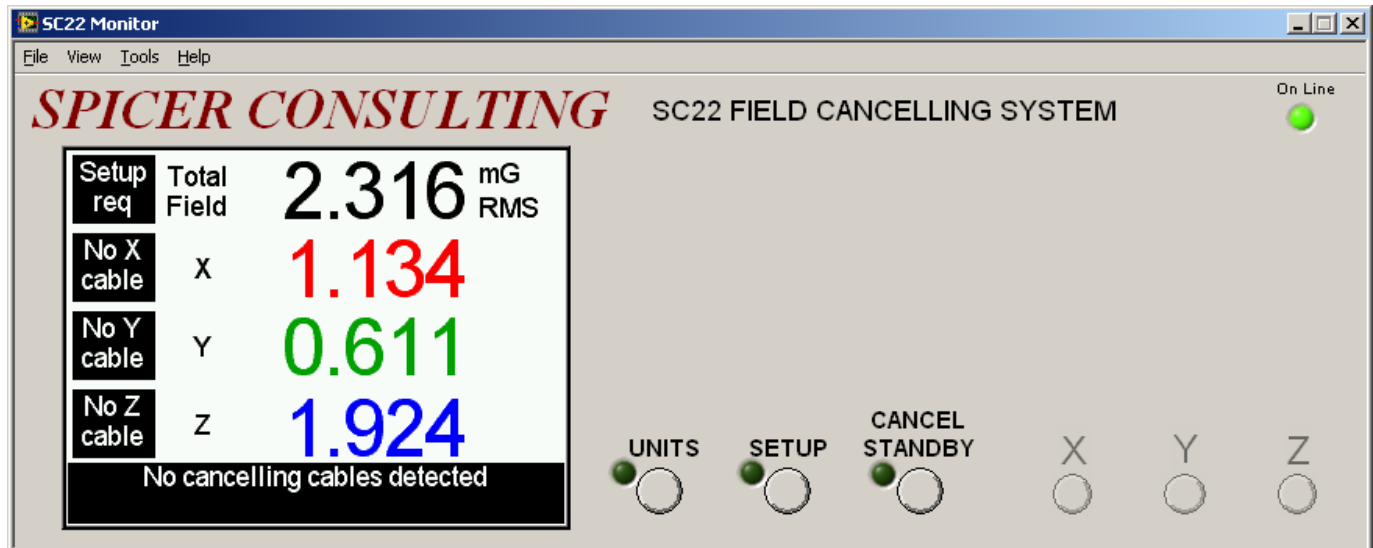 SC22 Monitor
File View Tools Help
SPICER CONSULTING
SC22 FIELD CANCELLING SYSTEM
On Line
Setup
req
Total
Field
2.316
mG
RMS
No X
cable
X
1.134
No Y
cable
Y
0.611
No Z
cable
Z
1.924
No cancelling cables detected
UNITS
SETUP
CANCEL
STANDBY
X
Y
Z